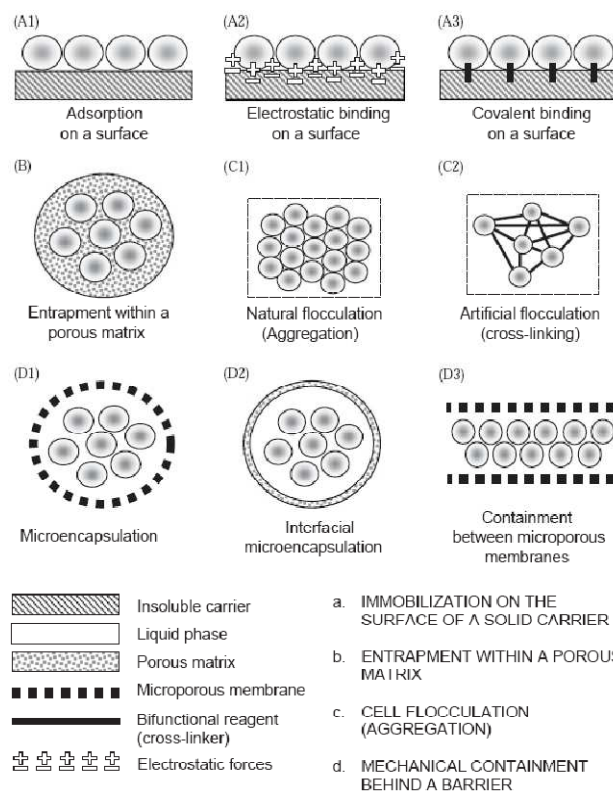 (A1)
(A2)
(A3)
Adsorption
on a surface
Electrostatic binding
on a surface
Covalent binding
on a surface
(B)
(C1)
(C2)
Entrapment within a
porous matrix
Natural flocculation
(Aggregation)
Artificial flocculation
(cross-linking)
(D1)
(D2)
(D3)
Microencapsulation
Interfacial
microencapsulation
Containment
between microporous
membranes
Insoluble carrier
Liquid phase
Porous matrix
Microporous membrane
Bifunctional reagent
(cross-linker)
Electrostatic forces
a. IMMOBILIZATION ON THE
SURFACE OF A SOLID CARRIER
b. ENTRAPMENT WITHIN A POROUS
MATRIX
c. CELL FLOCCULATION
(AGGREGATION)
d. MECHANICAL CONTAINMENT
BEHIND A BARRIER